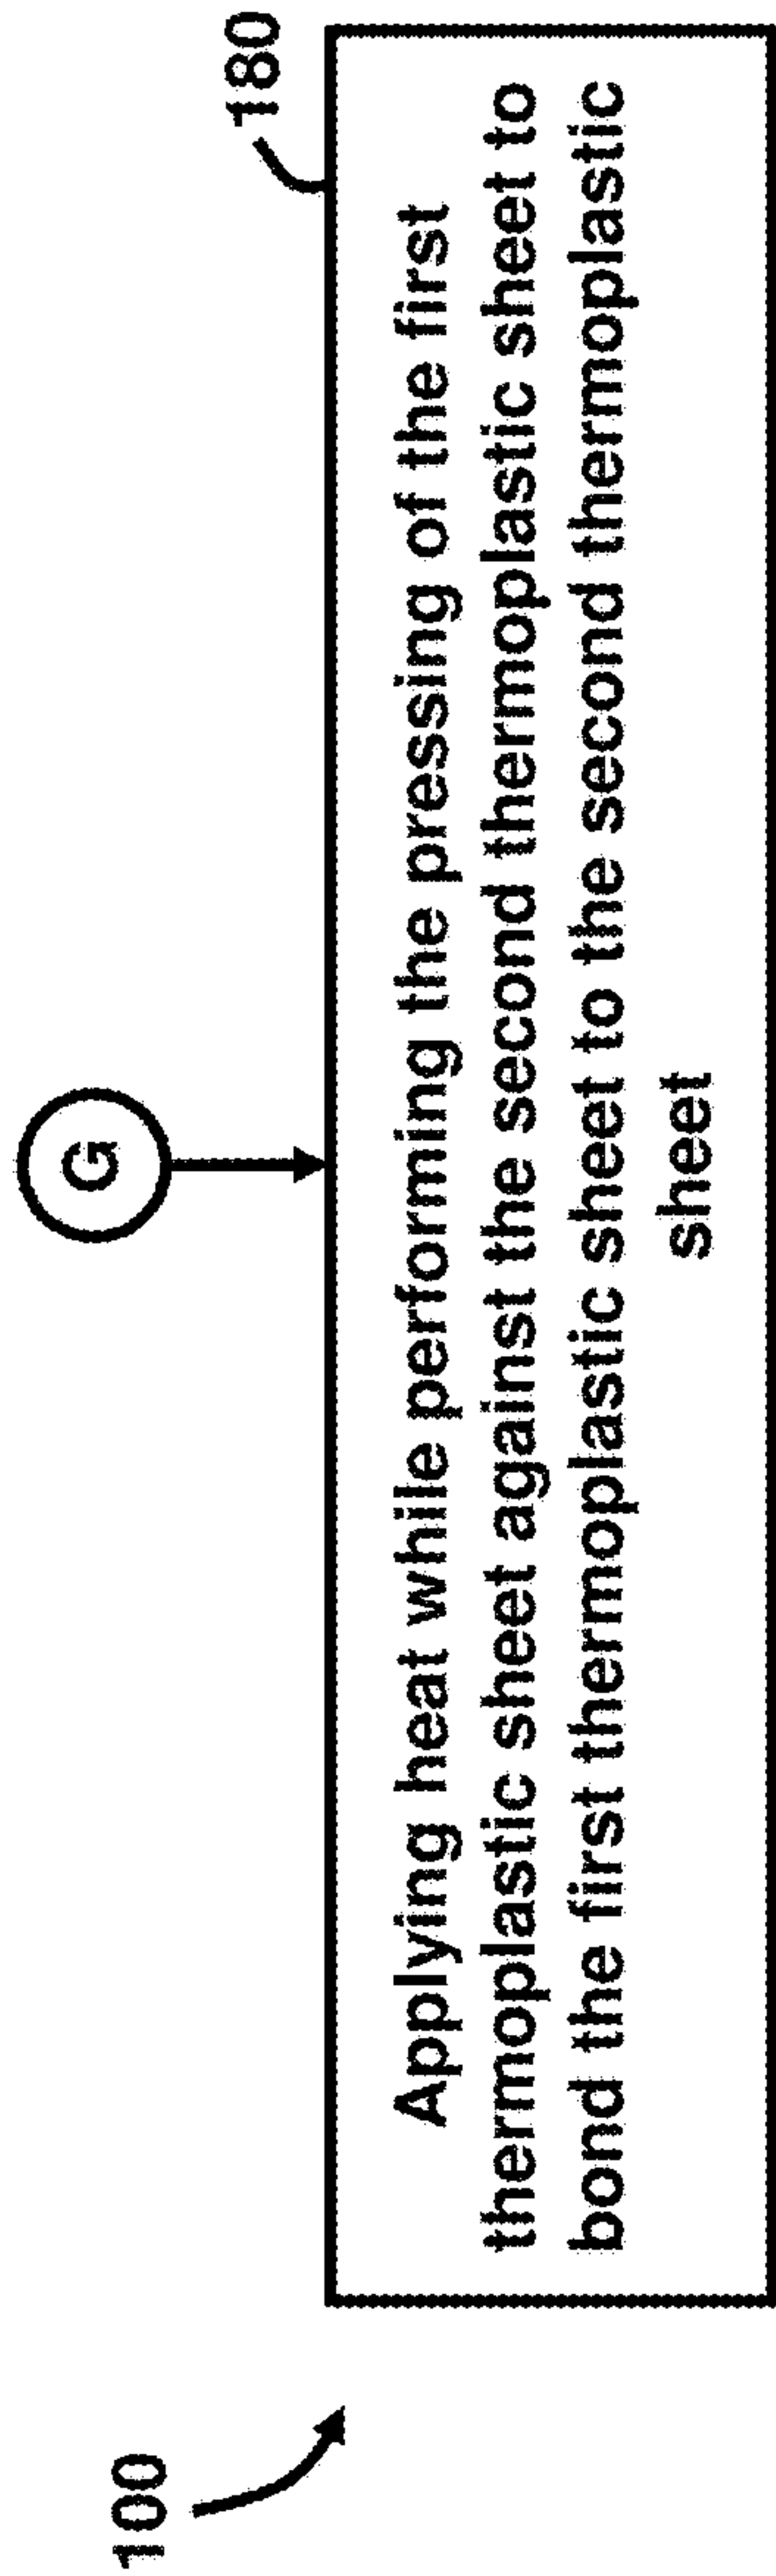 100
G
180
Applying heat while performing the pressing of the first
thermoplastic sheet against the second thermoplastic sheet to
bond the first thermoplastic sheet to the second thermoplastic
sheet